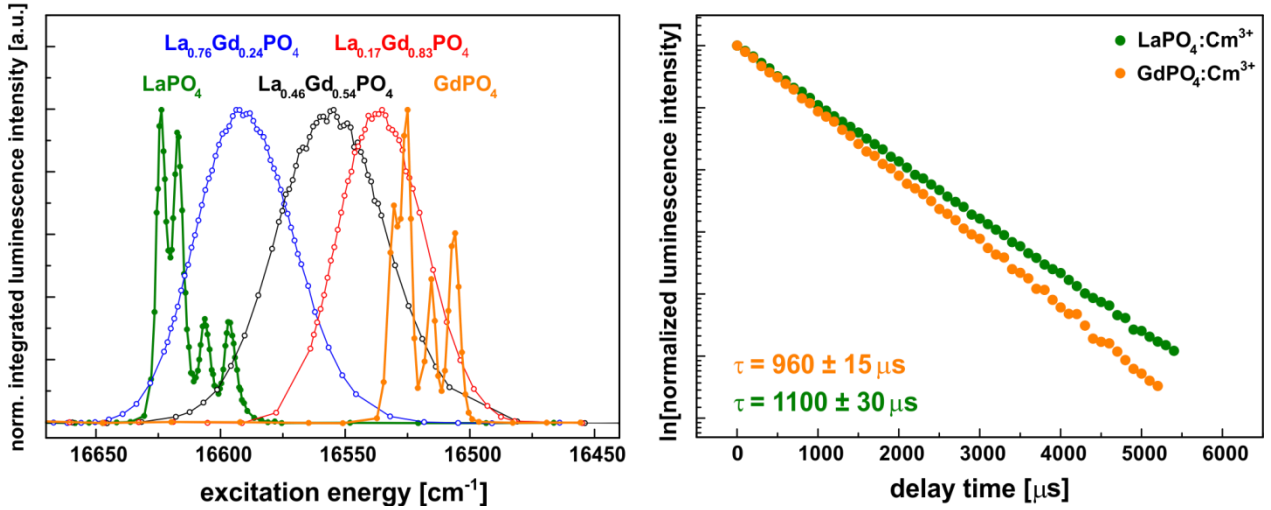 norm. integrated luminescence intensity [a.u.]
La0.76Gd0.24PO4
La0.17Gd0.83PO4
LaPO4
La0.46Gd0.54PO4
GdPO4
16650
16600
16550
16500
16450
excitation energy [cm-1]
ln[normalized luminescence intensity]
LaPO4:Cm3+
GdPO4:Cm3+
τ = 960 ± 15 μs
τ = 1100 ± 30 μs
0
1000
2000
3000
4000
5000
6000
delay time [μs]